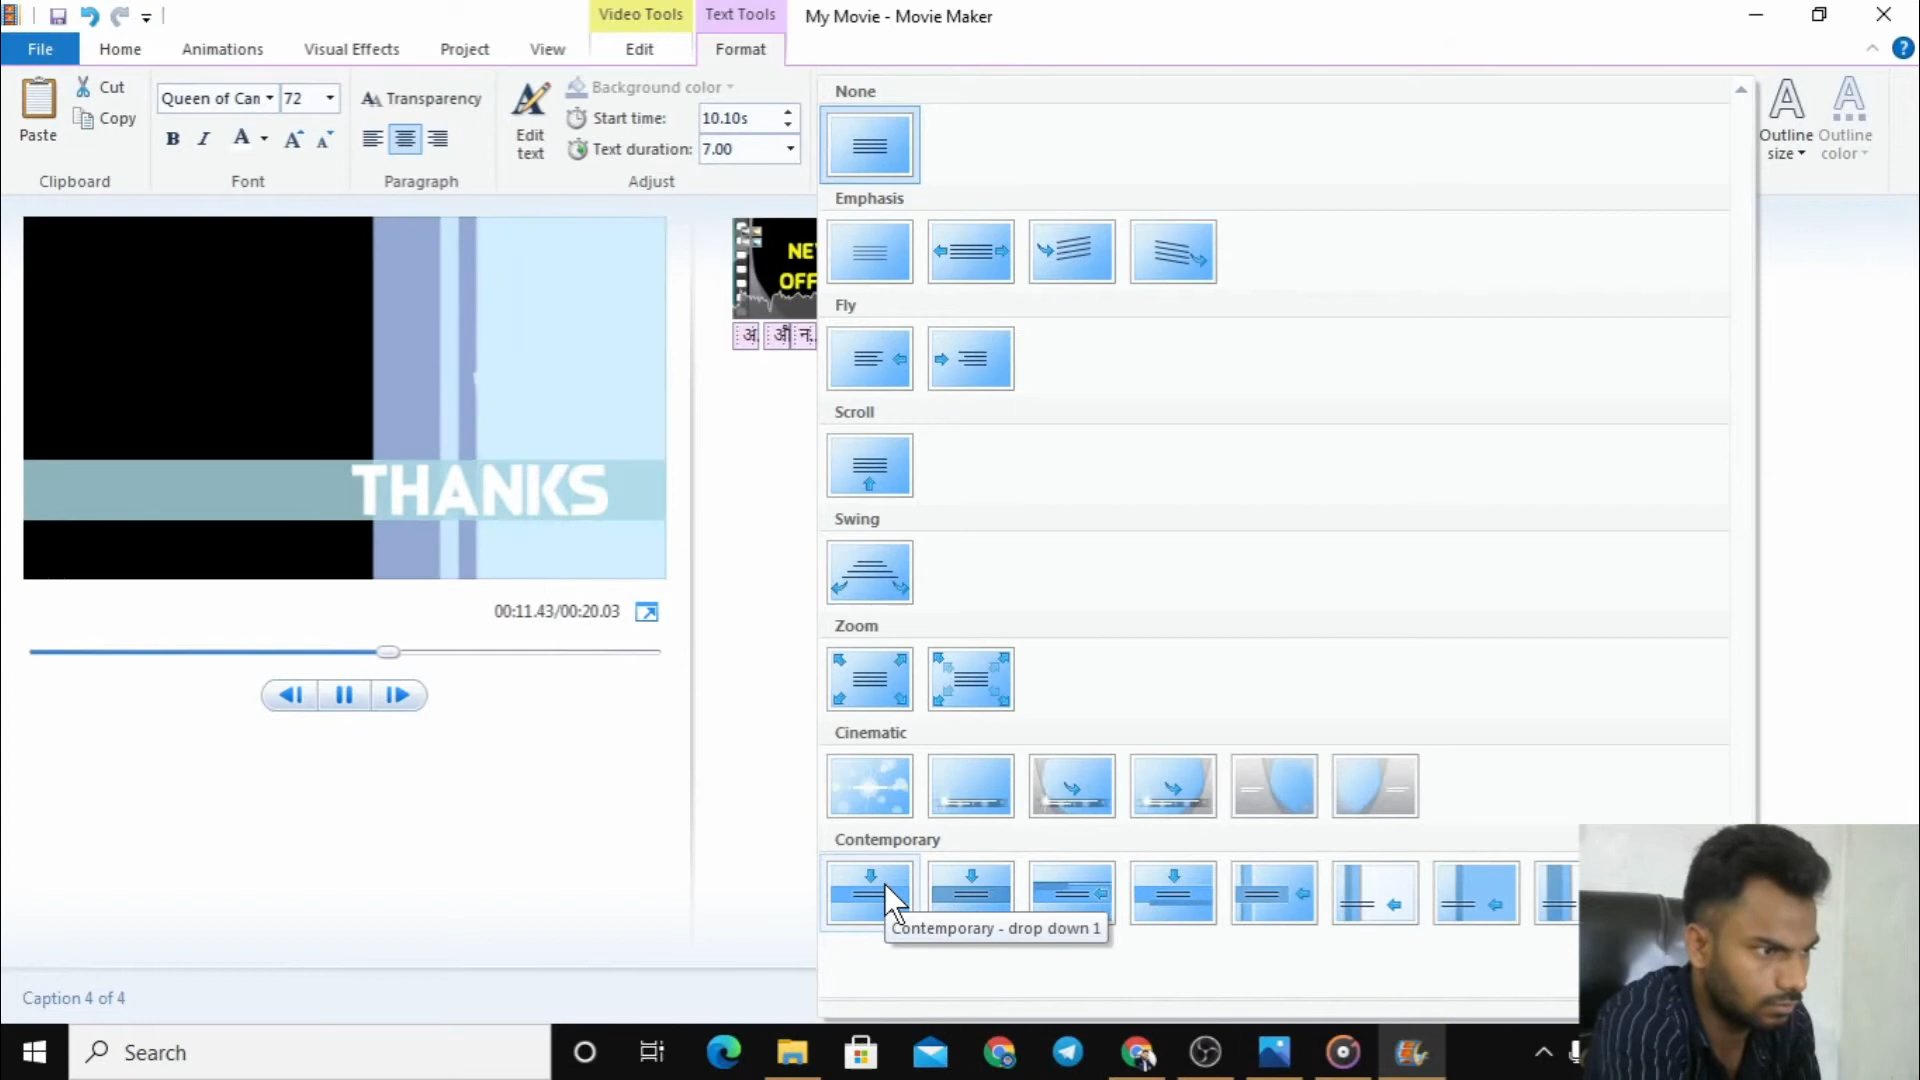 Video Tools
Text Tools
My Movie - Movie Maker
File
Home
Animations
Visual Effects
Project
View
Edit
Format
Paste
Cut
Copy
Clipboard
Queen of Can
72
B
I
A
Font
Transparency
Paragraph
Edit text
Background color
Start time:
10.10s
Text duration:
7.00
Adjust
Outline size
Outline color
None
Emphasis
Fly
Scroll
Swing
Zoom
Cinematic
Contemporary
Contemporary - drop down 1
THANKS
00:11.43/00:20.03
OFF
अ.
न..
Caption 4 of 4
Search